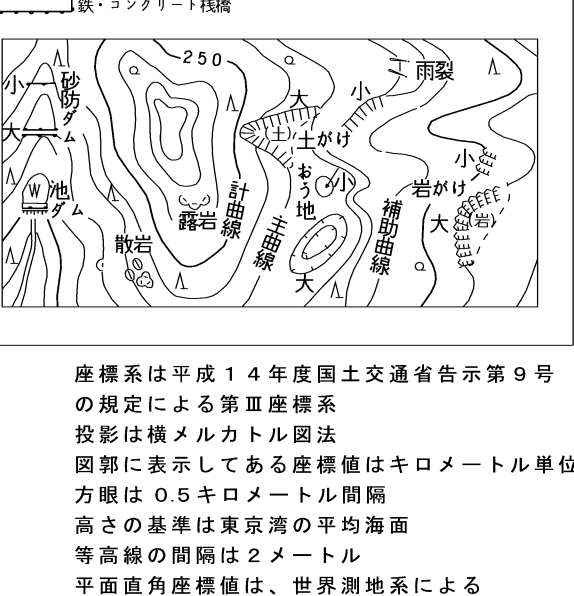 鉄・コンクリート桟橋
250
小 砂防ダム
大
雨裂
小
大
(土) 土がけ
小
W 池 ダム
おう地
小
岩がけ
大
(岩)
露岩
計曲線
主曲線
補助曲線
散岩
大
座標系は平成14年度国土交通省告示第9号
の規定による第Ⅲ座標系
投影は横メルカトル図法
図郭に表示してある座標値はキロメートル単位
方眼は 0.5キロメートル間隔
高さの基準は東京湾の平均海面
等高線の間隔は2メートル
平面直角座標値は、世界測地系による